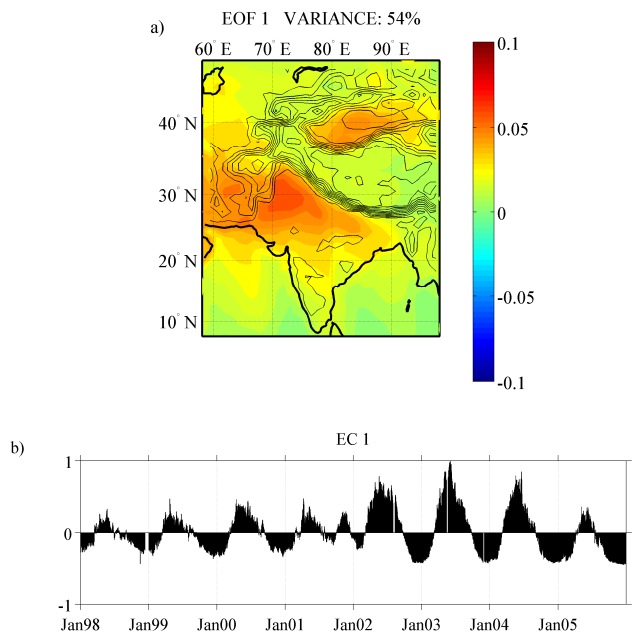 EOF 1 VARIANCE: 54%
a)
60° E 70° E 80° E 90° E
0.1
40° N
0.05
30° N
0
20° N
-0.05
10° N
-0.1
b)
EC 1
1
0
-1
Jan98 Jan99 Jan00 Jan01 Jan02 Jan03 Jan04 Jan05